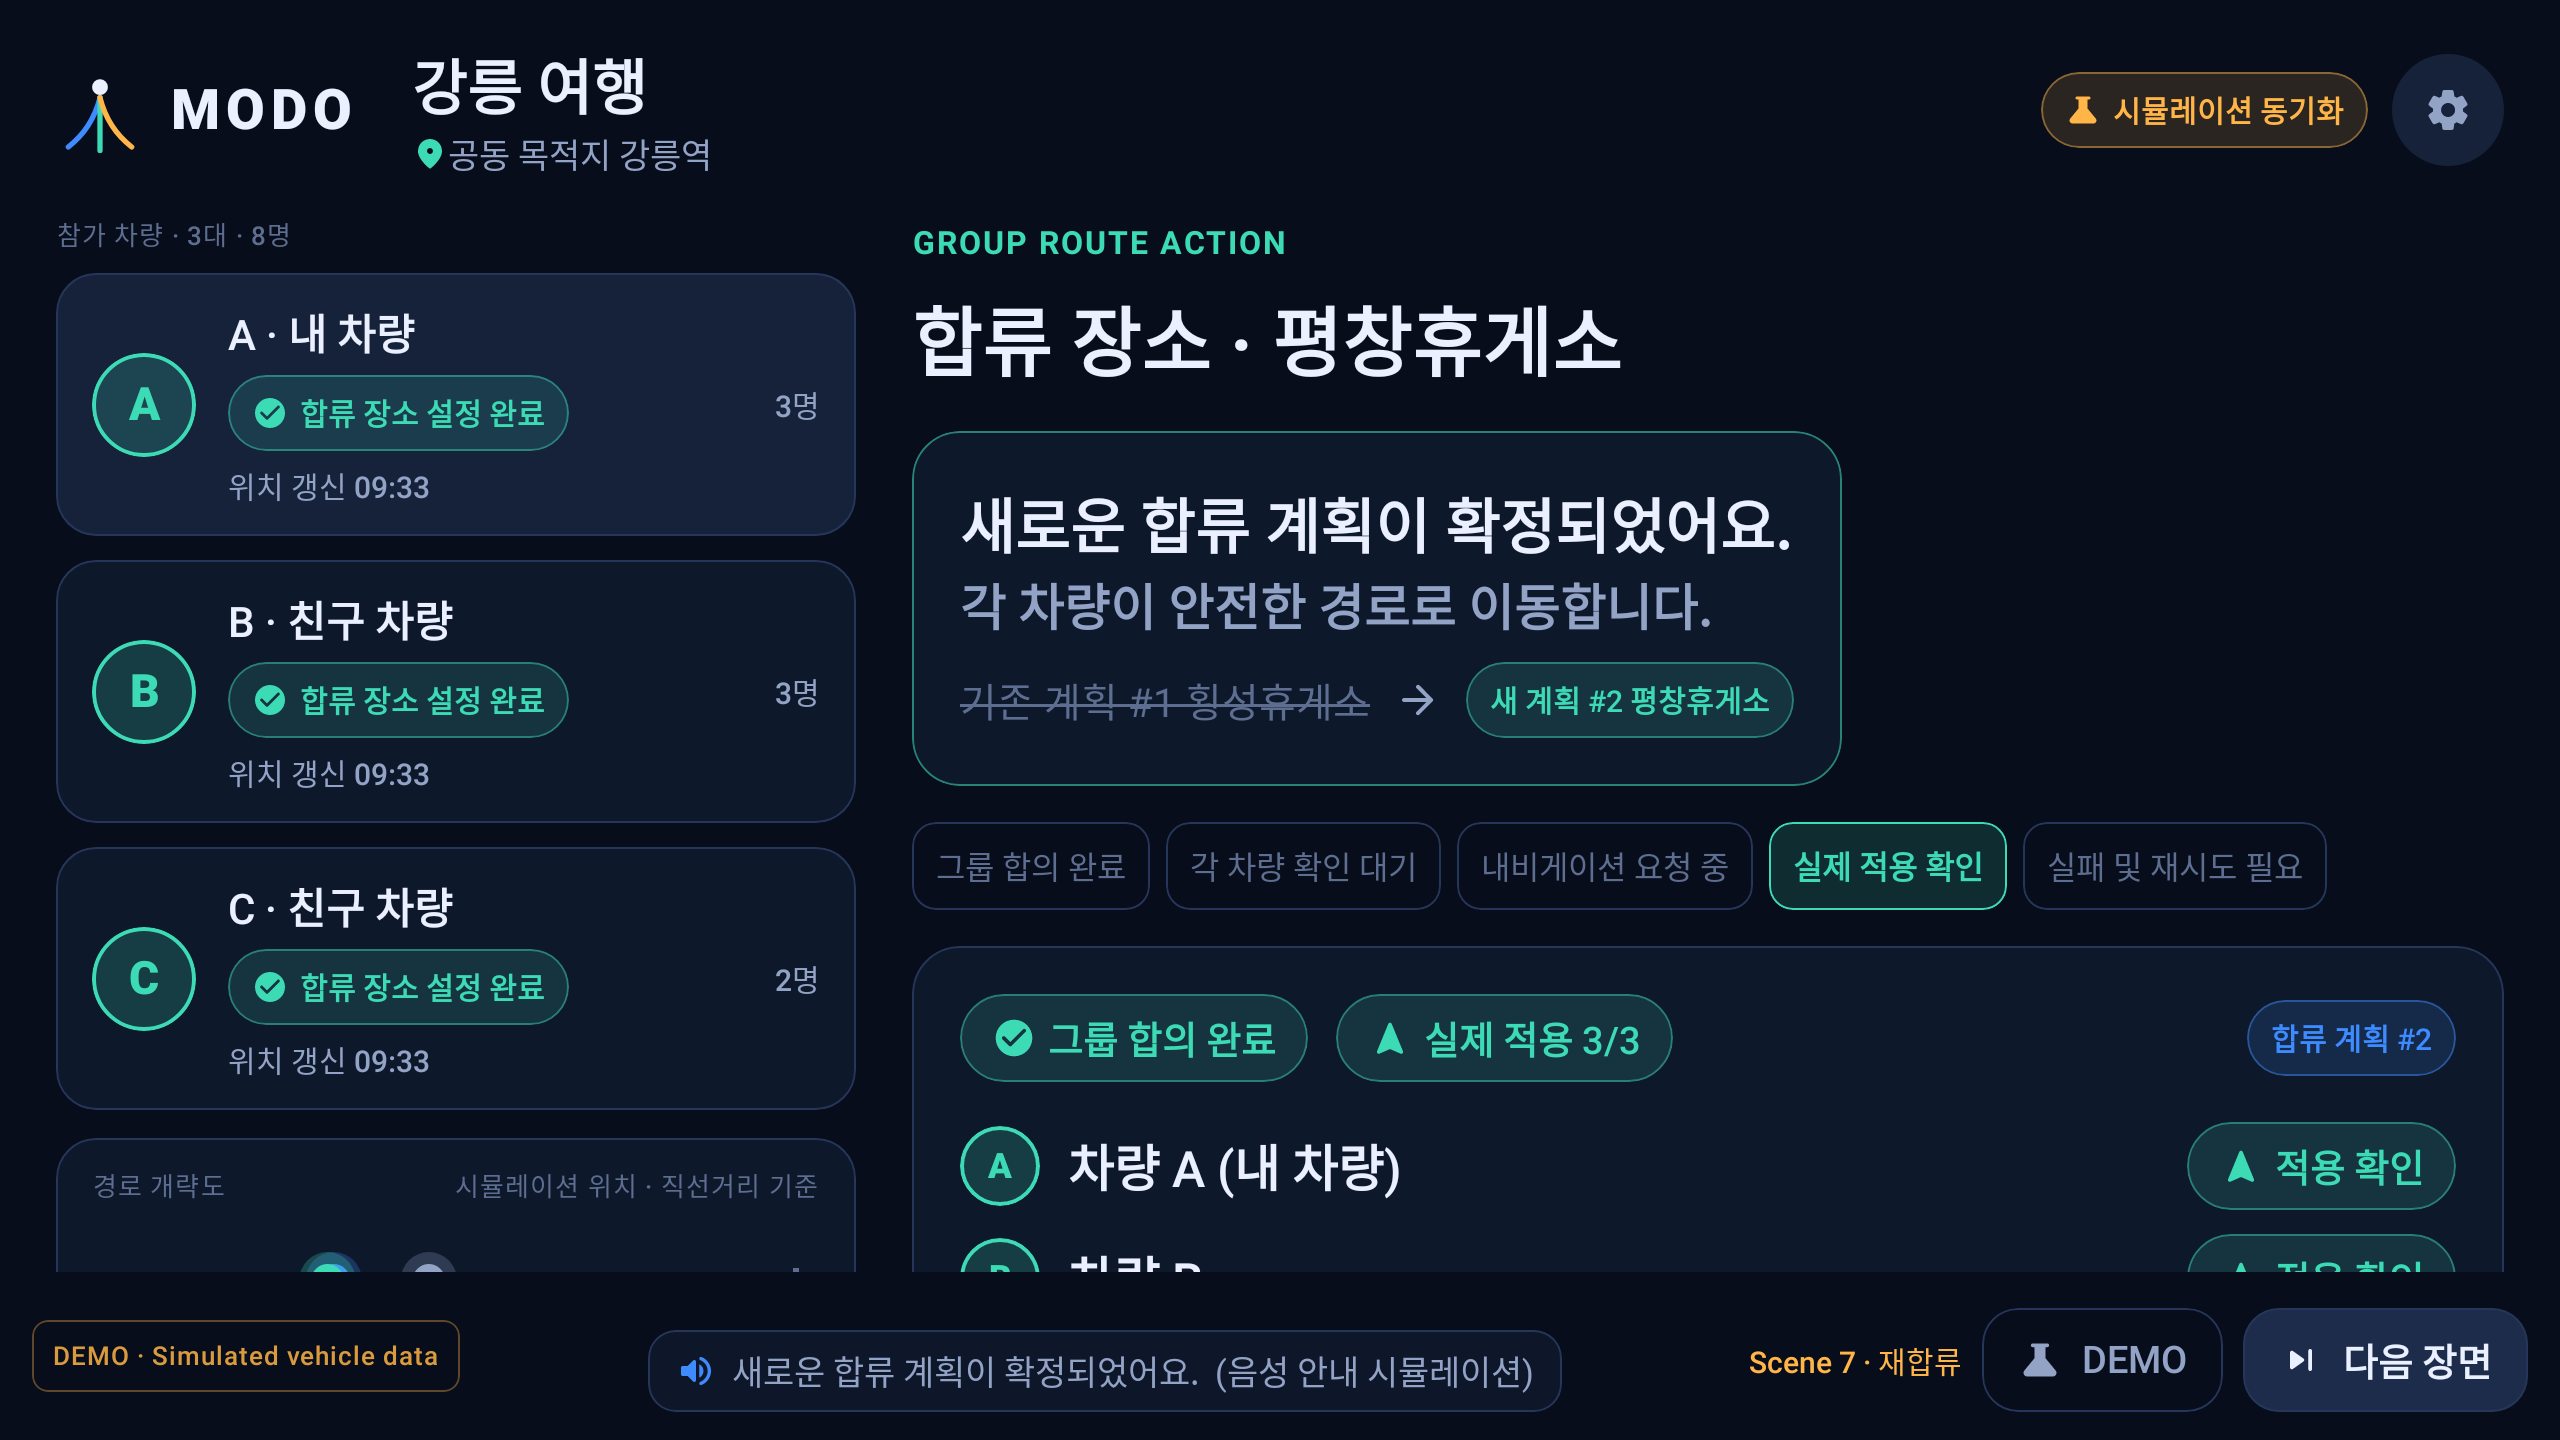 MODO
강릉 여행
공동 목적지 강릉역
시뮬레이션 동기화
참가 차량 · 3대 · 8명
A
A · 내 차량
합류 장소 설정 완료
위치 갱신 09:33
3명
B
B · 친구 차량
합류 장소 설정 완료
위치 갱신 09:33
3명
C
C · 친구 차량
합류 장소 설정 완료
위치 갱신 09:33
2명
경로 개략도
시뮬레이션 위치 · 직선거리 기준
GROUP ROUTE ACTION
합류 장소 · 평창휴게소
새로운 합류 계획이 확정되었어요.
각 차량이 안전한 경로로 이동합니다.
기존 계획 #1 횡성휴게소
새 계획 #2 평창휴게소
그룹 합의 완료
각 차량 확인 대기
내비게이션 요청 중
실제 적용 확인
실패 및 재시도 필요
그룹 합의 완료
실제 적용 3/3
합류 계획 #2
A
차량 A (내 차량)
적용 확인
B
차량 B
적용 확인
DEMO · Simulated vehicle data
새로운 합류 계획이 확정되었어요. (음성 안내 시뮬레이션)
Scene 7 · 재합류
DEMO
다음 장면